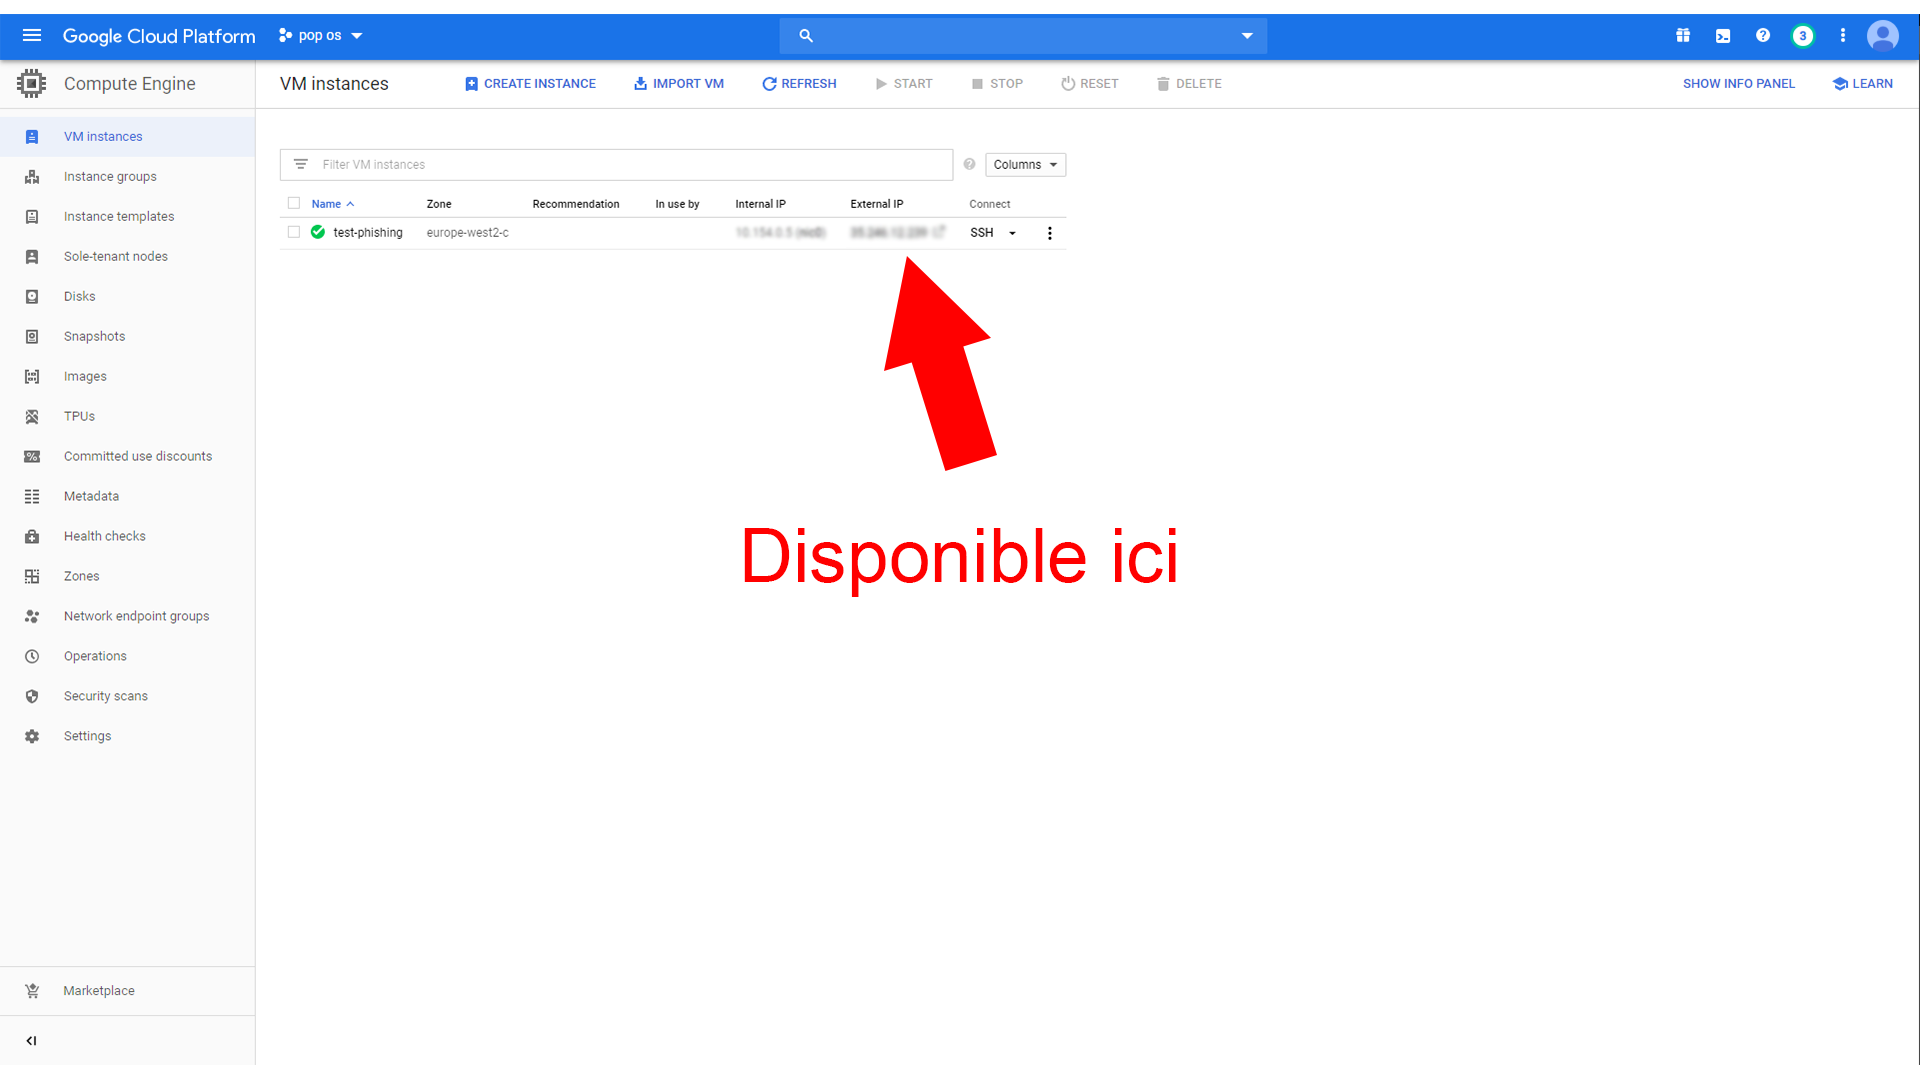 Google Cloud Platform
pop os
3
Compute Engine
VM instances
CREATE INSTANCE
IMPORT VM
REFRESH
START
STOP
RESET
DELETE
SHOW INFO PANEL
LEARN
VM instances
Instance groups
Instance templates
Sole-tenant nodes
Disks
Snapshots
Images
TPUs
Committed use discounts
Metadata
Health checks
Zones
Network endpoint groups
Operations
Security scans
Settings
Marketplace
Filter VM instances
Columns
Name Zone Recommendation In use by Internal IP External IP Connect
test-phishing europe-west2-c SSH
Disponible ici